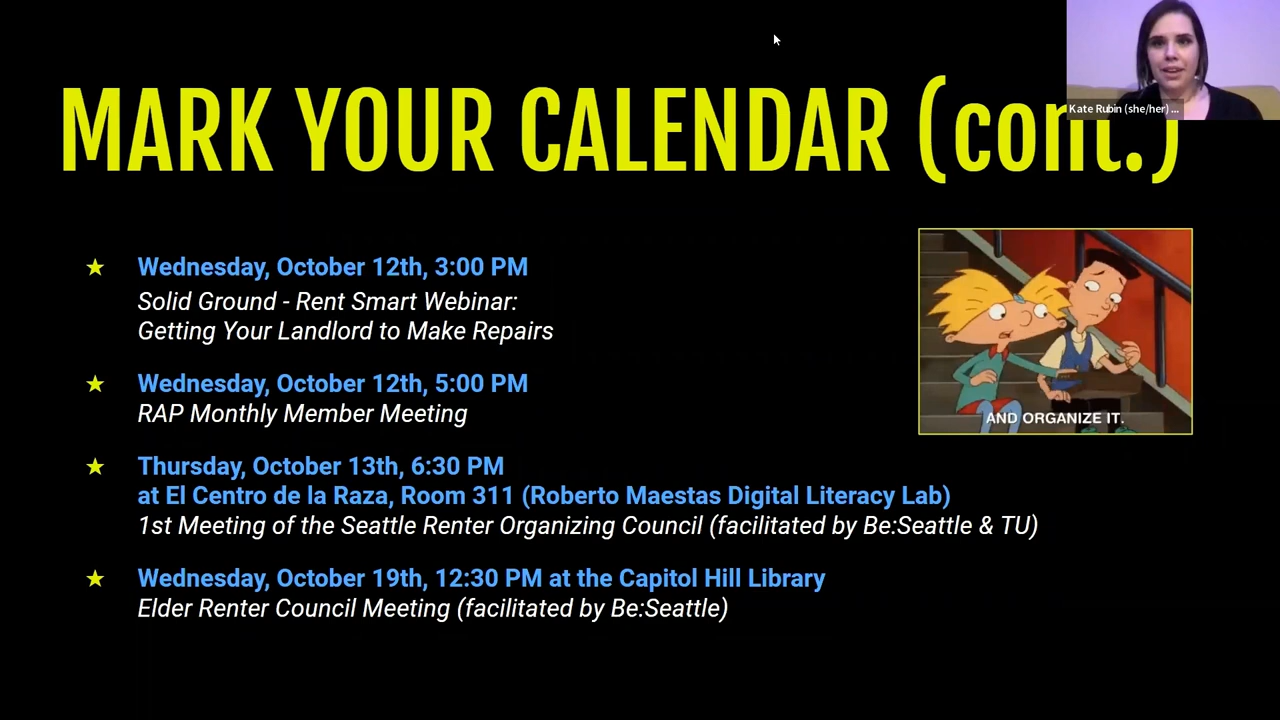 MARK YOUR CALENDAR (cont.)
Kate Rubin (she/her) ...
★ Wednesday, October 12th, 3:00 PM
Solid Ground - Rent Smart Webinar:
Getting Your Landlord to Make Repairs
★ Wednesday, October 12th, 5:00 PM
RAP Monthly Member Meeting
AND ORGANIZE IT.
★ Thursday, October 13th, 6:30 PM
at El Centro de la Raza, Room 311 (Roberto Maestas Digital Literacy Lab)
1st Meeting of the Seattle Renter Organizing Council (facilitated by Be:Seattle & TU)
★ Wednesday, October 19th, 12:30 PM at the Capitol Hill Library
Elder Renter Council Meeting (facilitated by Be:Seattle)